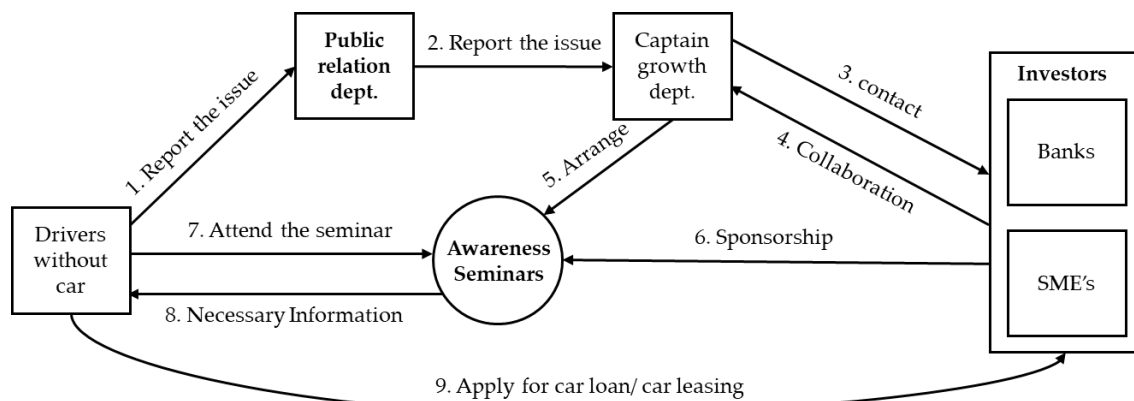 Public
relation
dept.
2. Report the issue
Captain
growth
dept.
Investors
Banks
SME's
3. contact
4. Collaboration
1. Report the issue
5. Arrange
Drivers
without
car
7. Attend the seminar
Awareness
Seminars
6. Sponsorship
8. Necessary Information
9. Apply for car loan/ car leasing